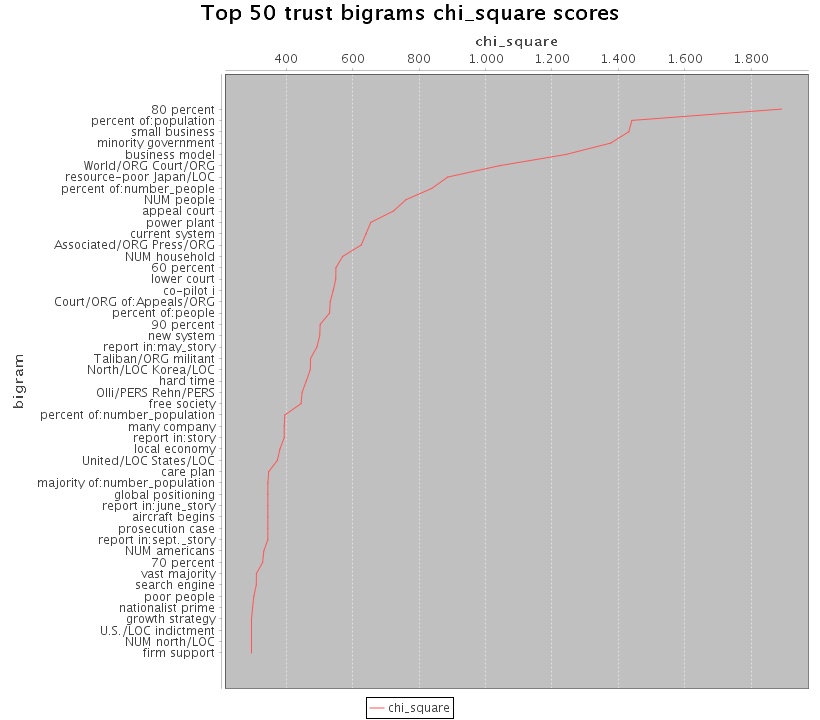 Top 50 trust bigrams chi_square scores
chi_square
400 600 800 1.000 1.200 1.400 1.600 1.800
bigram
80 percent
percent of:population
small business
minority government
business model
World/ORG Court/ORG
resource-poor Japan/LOC
percent of:number_people
NUM people
appeal court
power plant
current system
Associated/ORG Press/ORG
NUM household
60 percent
lower court
co-pilot i
Court/ORG of:Appeals/ORG
percent of:people
90 percent
new system
report in:may_story
Taliban/ORG militant
North/LOC Korea/LOC
hard time
Olli/PERS Rehn/PERS
free society
percent of:number_population
many company
report in:story
local economy
United/LOC States/LOC
care plan
majority of:number_population
global positioning
report in:june_story
aircraft begins
prosecution case
report in:sept._story
NUM americans
70 percent
vast majority
search engine
poor people
nationalist prime
growth strategy
U.S./LOC indictment
NUM north/LOC
firm support
chi_square